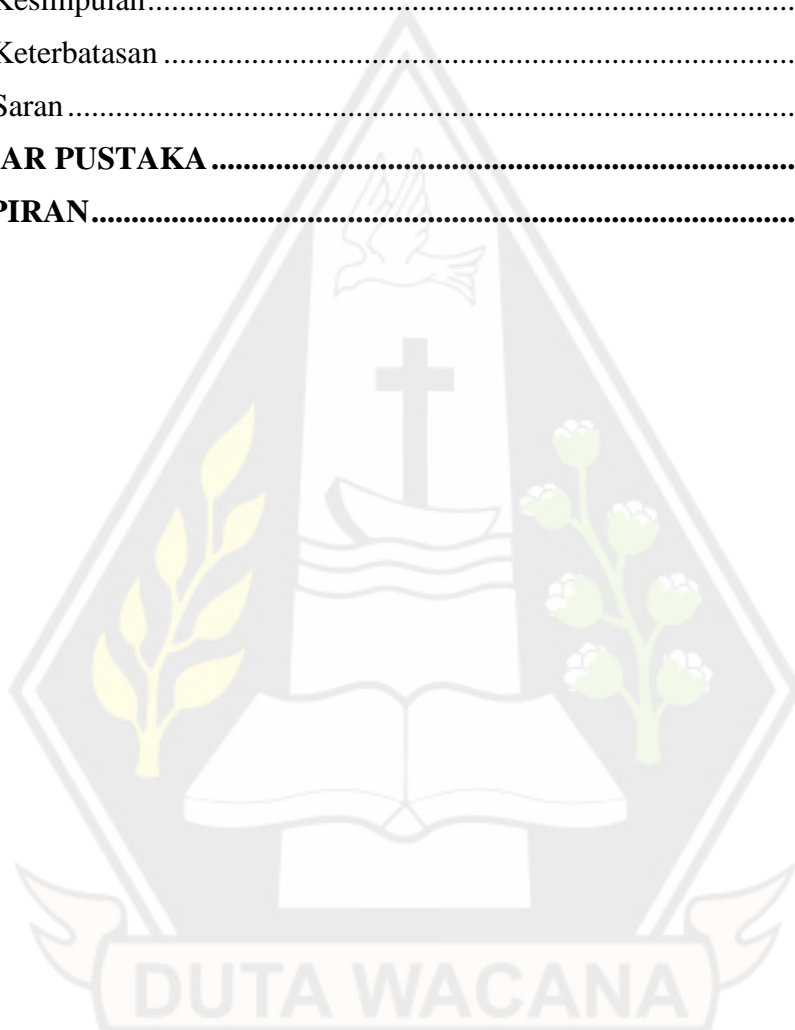 Kesimpulan..........................................................................................
Keterbatasan ................................................................................
Saran ............................................................................................
AR PUSTAKA.........................................................................
PIRAN.......................................................................................
DUTA WACANA